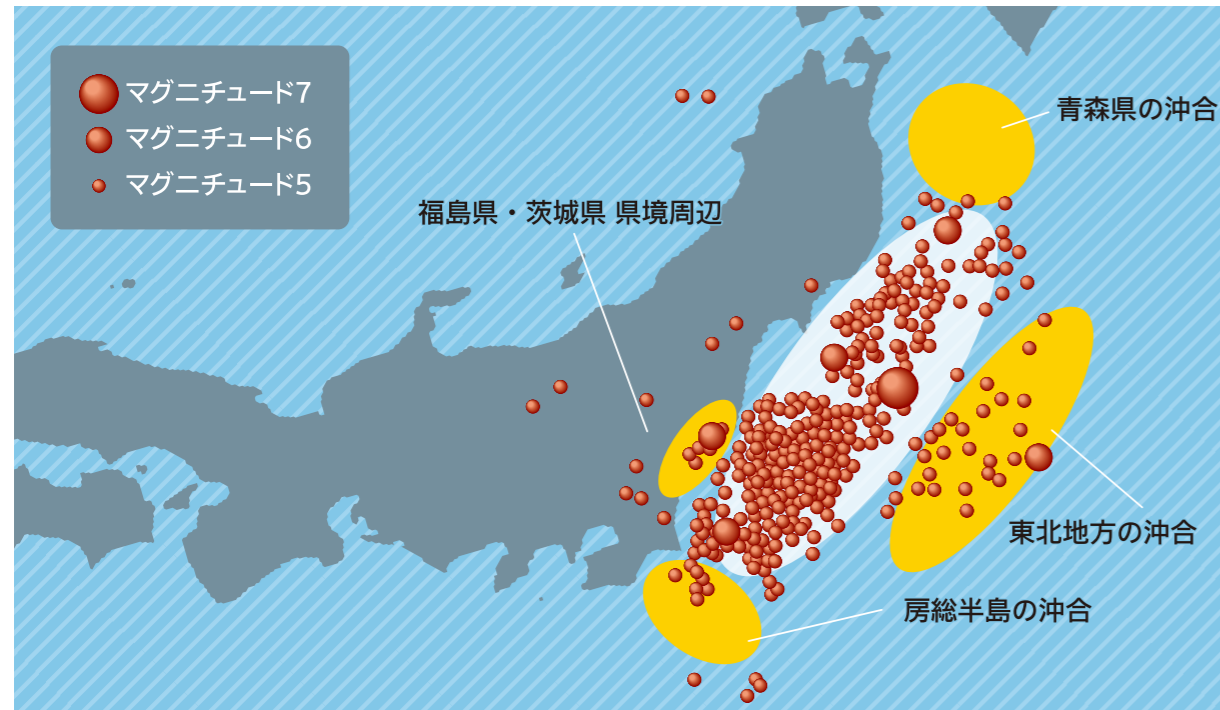 マグニチュード7
マグニチュード6
マグニチュード5
青森県の沖合
福島県・茨城県 県境周辺
東北地方の沖合
房総半島の沖合